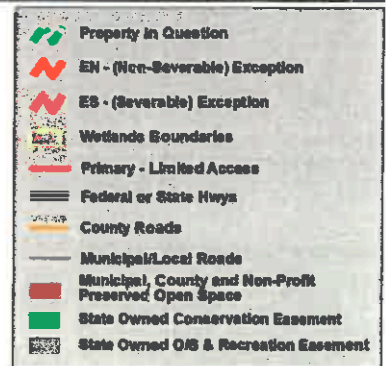 Property In Question
EN - (Non-Severable) Exception
ES - (Severable) Exception
Wetlands Boundaries
Primary - Limited Access
Federal or State Hwys
County Roads
Municipal/Local Roads
Municipal, County and Non-Profit
Preserved Open Space
State Owned Conservation Easement
State Owned O/S & Recreation Easement